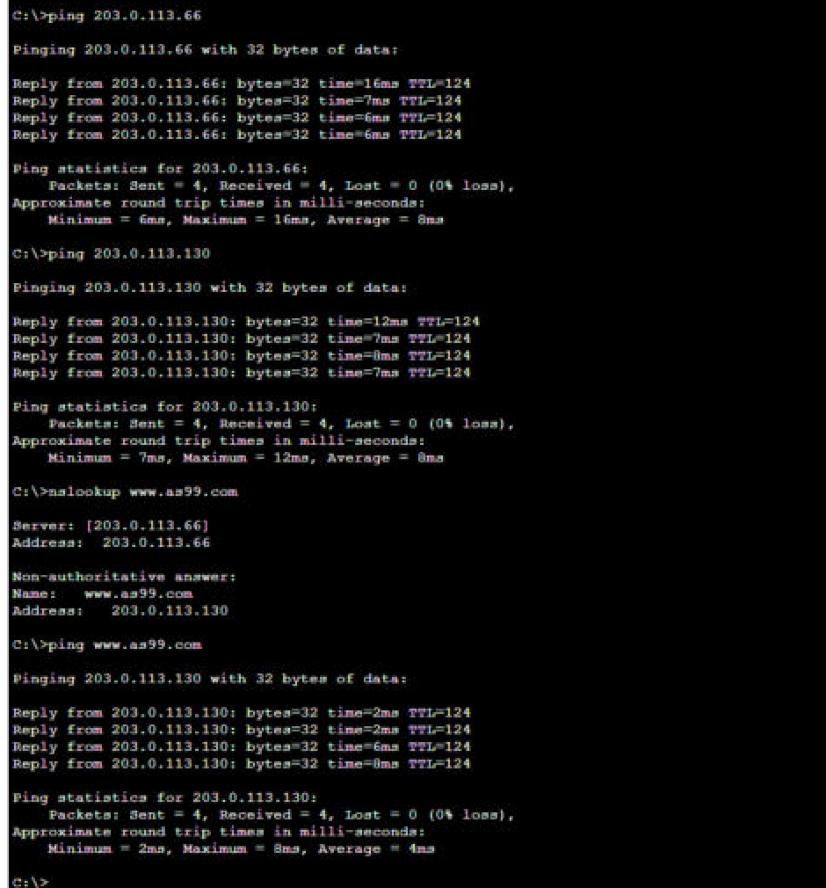 C:\>ping 203.0.113.66
Pinging 203.0.113.66 with 32 bytes of data:
Reply from 203.0.113.66: bytes=32 time=16ms TTL=124
Reply from 203.0.113.66: bytes=32 time=7ms TTL=124
Reply from 203.0.113.66: bytes=32 time=6ms TTL=124
Reply from 203.0.113.66: bytes=32 time=6ms TTL=124
Ping statistics for 203.0.113.66:
Packets: Sent = 4, Received = 4, Lost = 0 (0% loss),
Approximate round trip times in milli-seconds:
Minimum = 6ms, Maximum = 16ms, Average = 8ms
C:\>ping 203.0.113.130
Pinging 203.0.113.130 with 32 bytes of data:
Reply from 203.0.113.130: bytes=32 time=12ms TTL=124
Reply from 203.0.113.130: bytes=32 time=7ms TTL=124
Reply from 203.0.113.130: bytes=32 time=8ms TTL=124
Reply from 203.0.113.130: bytes=32 time=7ms TTL=124
Ping statistics for 203.0.113.130:
Packets: Sent = 4, Received = 4, Lost = 0 (0% loss),
Approximate round trip times in milli-seconds:
Minimum = 7ms, Maximum = 12ms, Average = 8ms
C:\>nslookup www.as99.com
Server: [203.0.113.66]
Address: 203.0.113.66
Non-authoritative answer:
Name: www.as99.com
Address: 203.0.113.130
C:\>ping www.as99.com
Pinging 203.0.113.130 with 32 bytes of data:
Reply from 203.0.113.130: bytes=32 time=2ms TTL=124
Reply from 203.0.113.130: bytes=32 time=2ms TTL=124
Reply from 203.0.113.130: bytes=32 time=6ms TTL=124
Reply from 203.0.113.130: bytes=32 time=8ms TTL=124
Ping statistics for 203.0.113.130:
Packets: Sent = 4, Received = 4, Lost = 0 (0% loss),
Approximate round trip times in milli-seconds:
Minimum = 2ms, Maximum = 8ms, Average = 4ms
C:\>